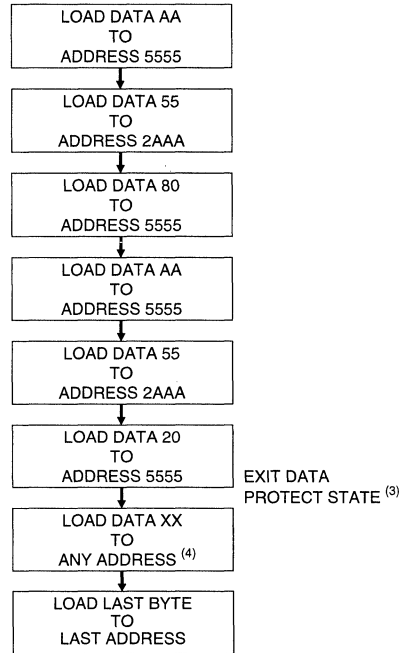 LOAD DATA AA
TO
ADDRESS 5555
LOAD DATA 55
TO
ADDRESS 2AAA
LOAD DATA 80
TO
ADDRESS 5555
LOAD DATA AA
TO
ADDRESS 5555
LOAD DATA 55
TO
ADDRESS 2AAA
LOAD DATA 20
TO
ADDRESS 5555
EXIT DATA
PROTECT STATE (3)
LOAD DATA XX
TO
ANY ADDRESS (4)
LOAD LAST BYTE
TO
LAST ADDRESS